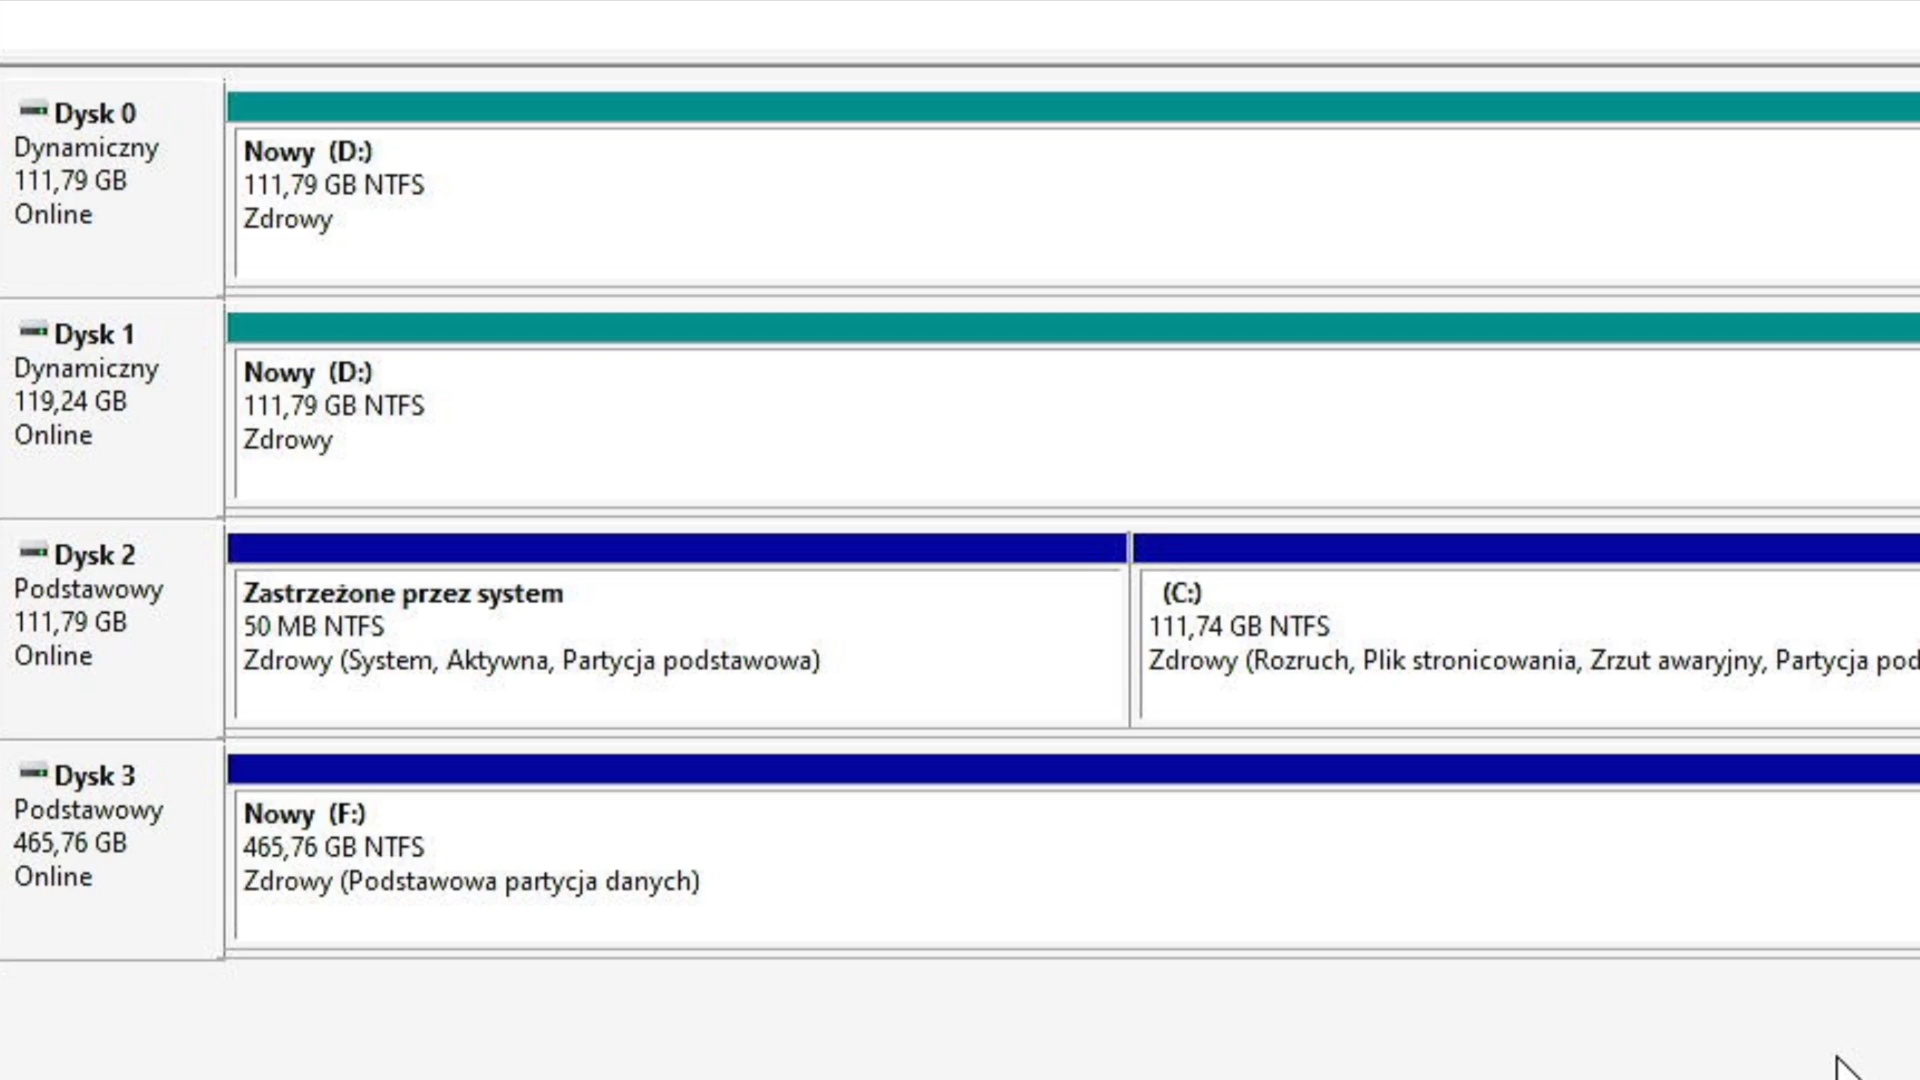 Dysk 0
Dynamiczny
111,79 GB
Online
Nowy (D:)
111,79 GB NTFS
Zdrowy
Dysk 1
Dynamiczny
119,24 GB
Online
Nowy (D:)
111,79 GB NTFS
Zdrowy
Dysk 2
Podstawowy
111,79 GB
Online
Zastrzeżone przez system
50 MB NTFS
Zdrowy (System, Aktywna, Partycja podstawowa)
(C:)
111,74 GB NTFS
Zdrowy (Rozruch, Plik stronicowania, Zrzut awaryjny, Partycja pod
Dysk 3
Podstawowy
465,76 GB
Online
Nowy (F:)
465,76 GB NTFS
Zdrowy (Podstawowa partycja danych)